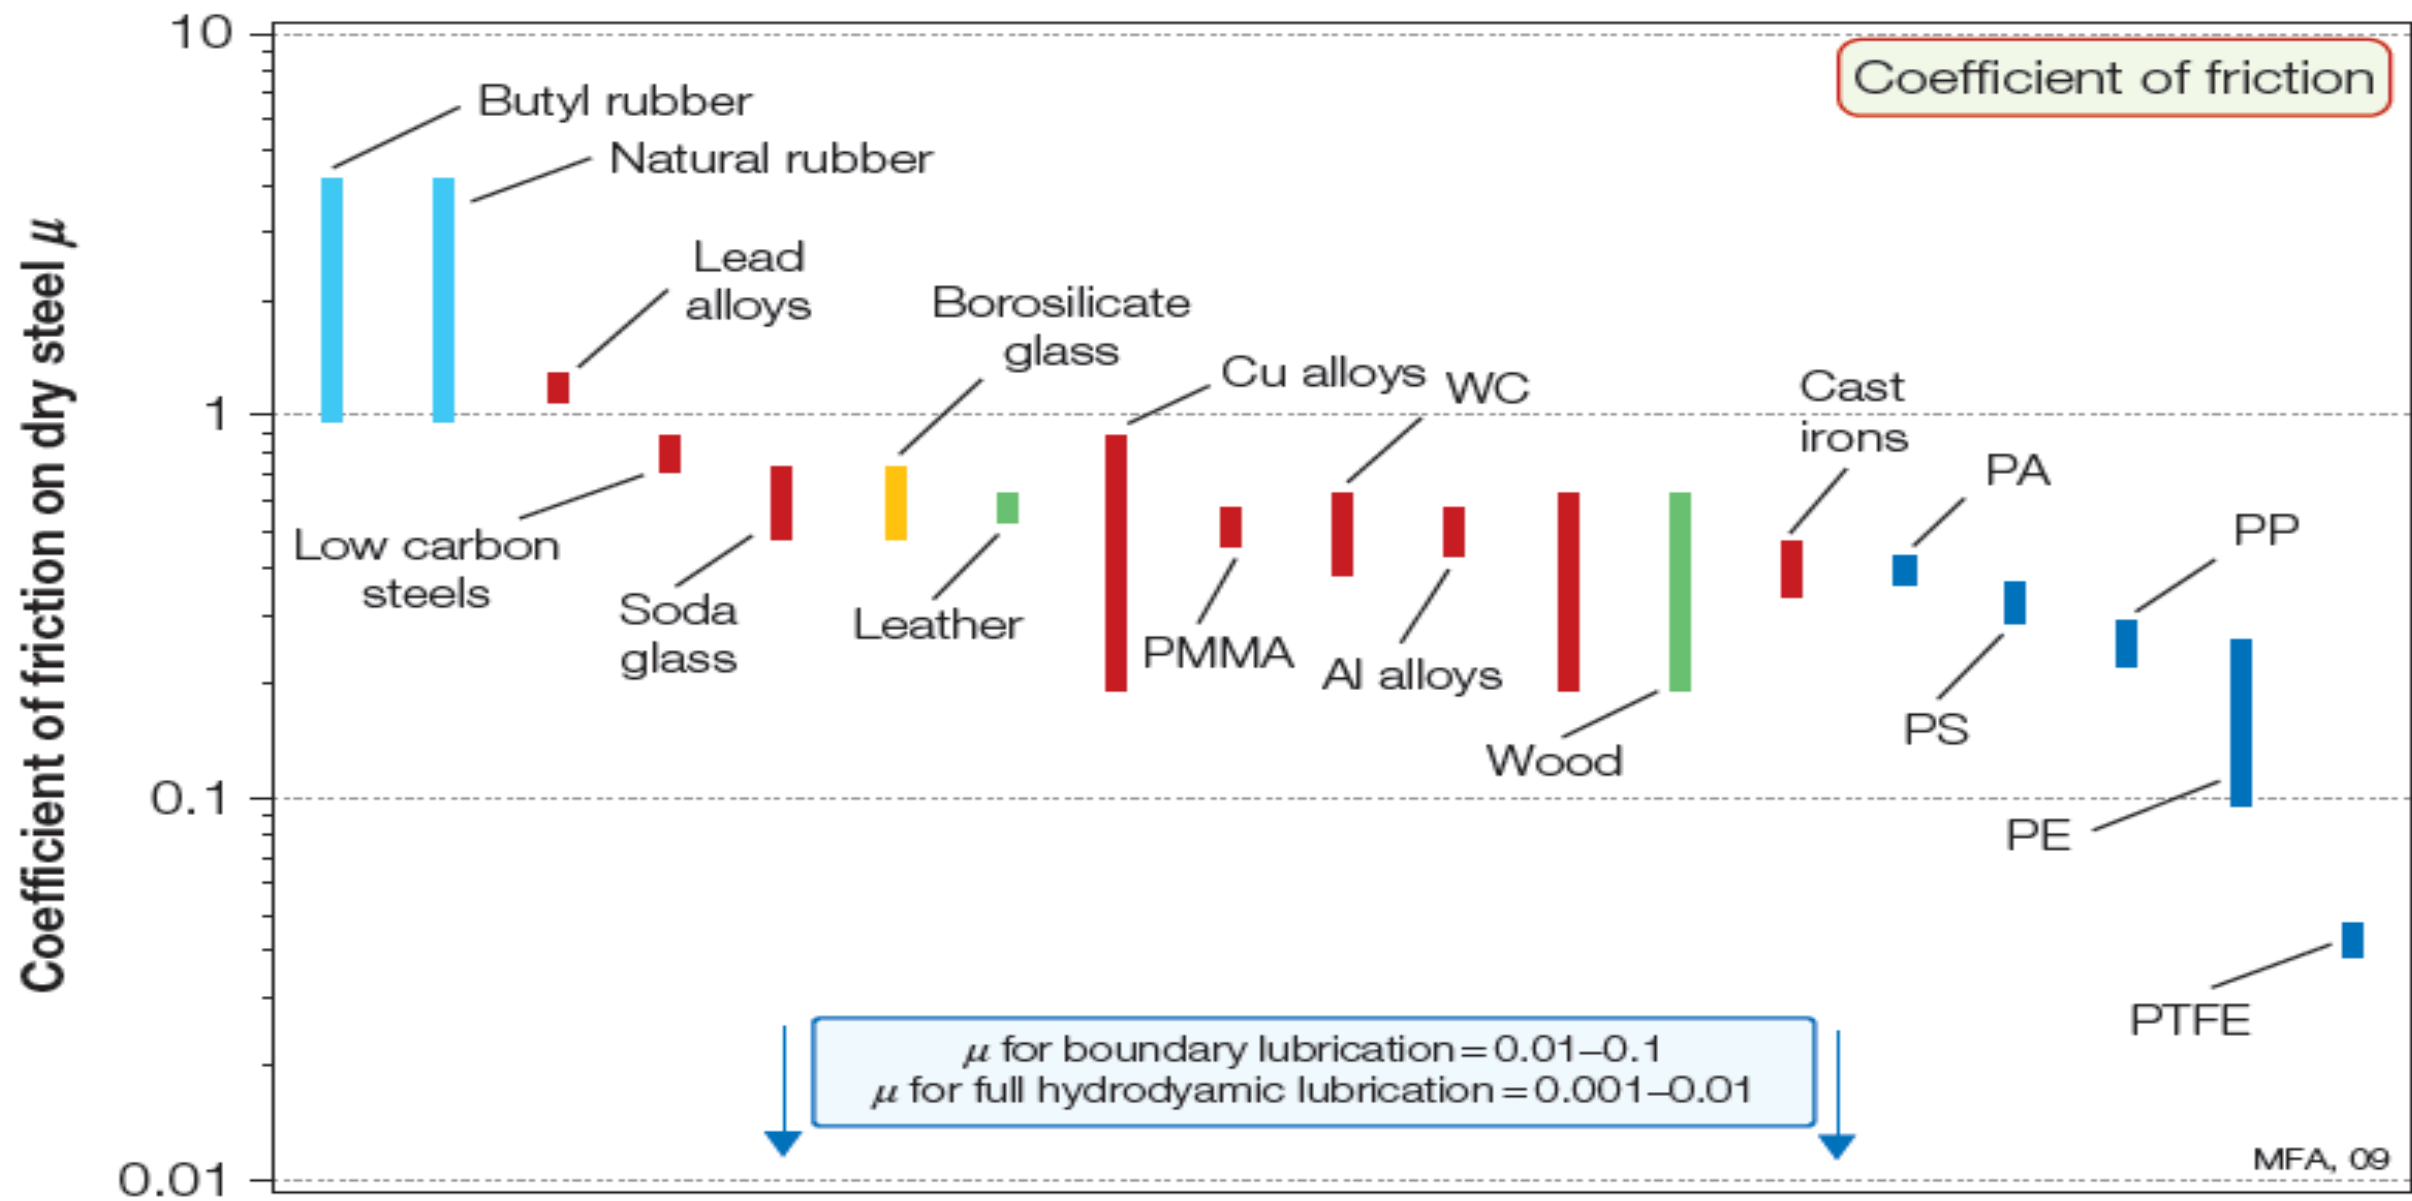 10
Coefficient of friction
Butyl rubber
Natural rubber
Lead
alloys
Borosilicate
glass
Cu alloys
WC
Cast
irons
1
PA
PP
Low carbon
steels
Soda
glass
Leather
PMMA
Al alloys
PS
Wood
0.1
PE
PTFE
μ for boundary lubrication = 0.01–0.1
μ for full hydrodyamic lubrication = 0.001–0.01
MFA, 09
0.01
Coefficient of friction on dry steel μ